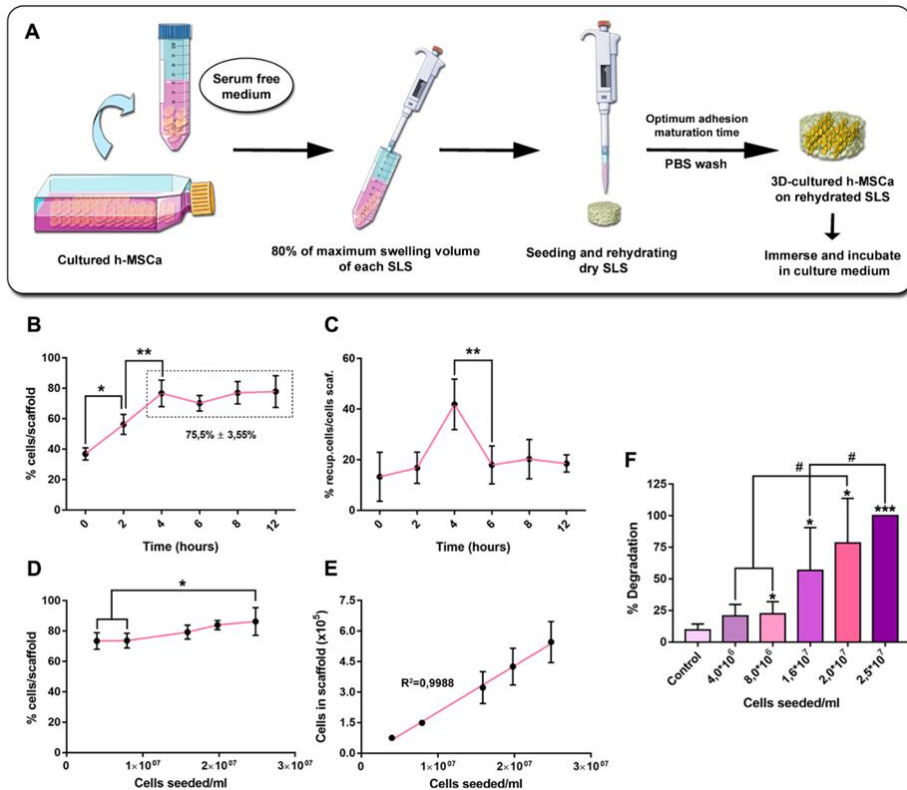 A
Serum free
medium
Cultured h-MSCa
80% of maximum swelling volume
of each SLS
Seeding and rehydrating
dry SLS
Optimum adhesion
maturation time
PBS wash
3D-cultured h-MSCa
on rehydrated SLS
Immerse and incubate
in culture medium
B
% cells/scaffold
100
80
60
40
20
0
*
**
75,5% ± 3,55%
0 2 4 6 8 12
Time (hours)
C
% recup.cells/cells scaf.
60
40
20
0
**
0 2 4 6 8 12
Time (hours)
D
% cells/scaffold
100
80
60
40
20
0
*
0 1×10⁰⁷ 2×10⁰⁷ 3×10⁰⁷
Cells seeded/ml
E
Cells in scaffold (x10⁵)
7.5
6.0
4.5
3.0
1.5
0.0
R²=0,9988
0 1×10⁰⁷ 2×10⁰⁷ 3×10⁰⁷
Cells seeded/ml
F
% Degradation
125
100
75
50
25
0
# #
* * * ***
Control 4,0*10⁶ 8,0*10⁶ 1,6*10⁷ 2,0*10⁷ 2,5*10⁷
Cells seeded/ml